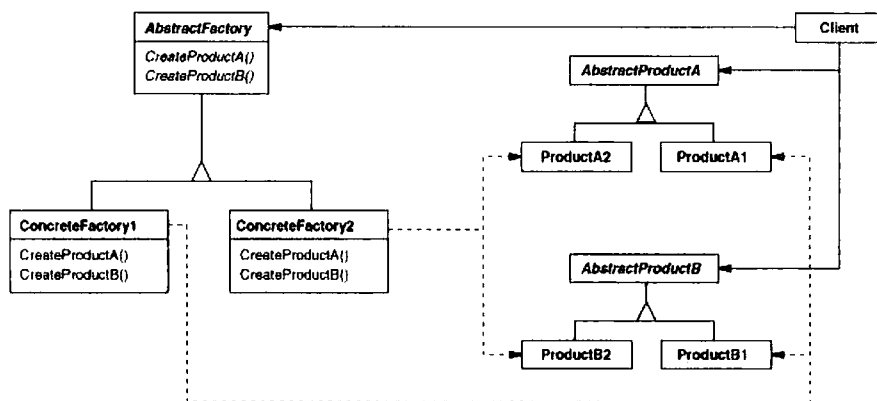 AbstractFactory
CreateProductA()
CreateProductB()
Client
AbstractProductA
ProductA2
ProductA1
ConcreteFactory1
CreateProductA()
CreateProductB()
ConcreteFactory2
CreateProductA()
CreateProductB()
AbstractProductB
ProductB2
ProductB1